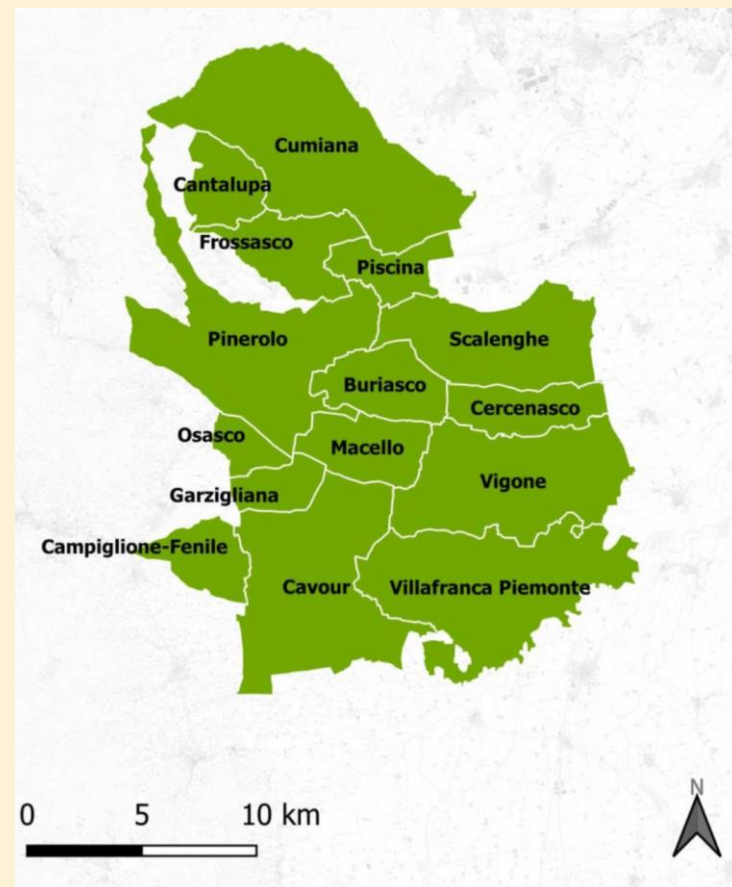 Cumiana
Cantalupa
Frossasco
Piscina
Pinerolo
Scalenghe
Buriasco
Cercenasco
Osasco
Macello
Vigone
Garzigliana
Campiglione-Fenile
Cavour
Villafranca Piemonte
N
0 5 10 km